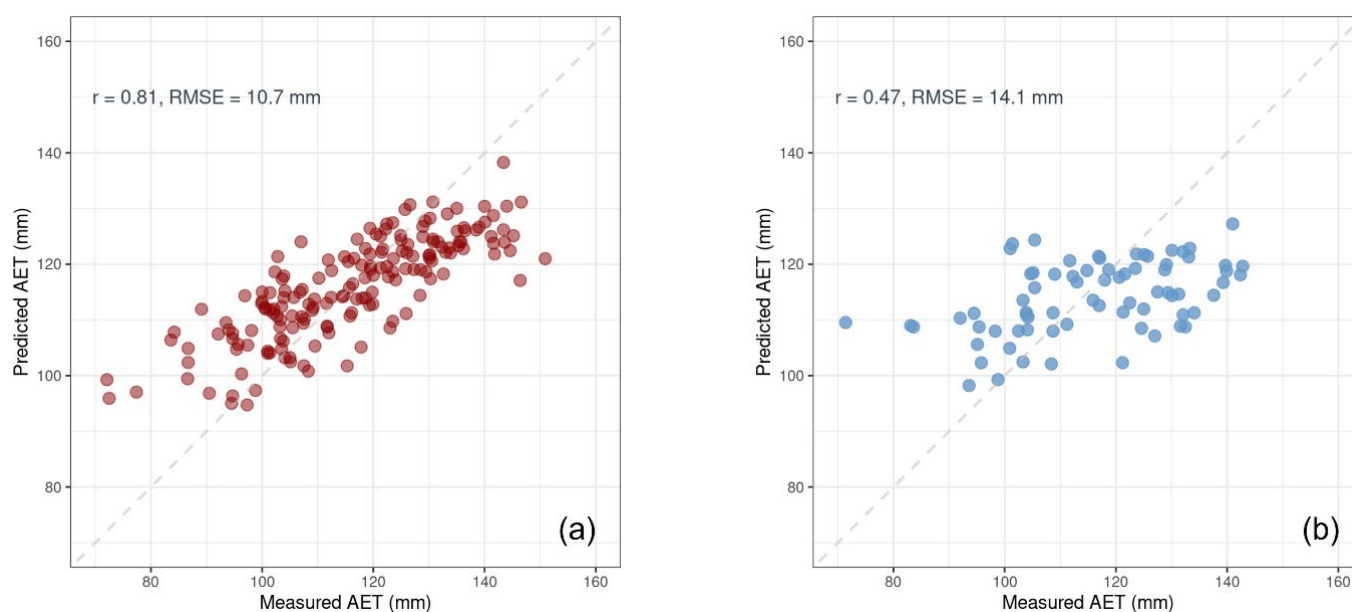 160
140
120
100
80
Predicted AET (mm)
r = 0.81, RMSE = 10.7 mm
(a)
80 100 120 140 160
Measured AET (mm)
160
140
120
100
80
Predicted AET (mm)
r = 0.47, RMSE = 14.1 mm
(b)
80 100 120 140 160
Measured AET (mm)